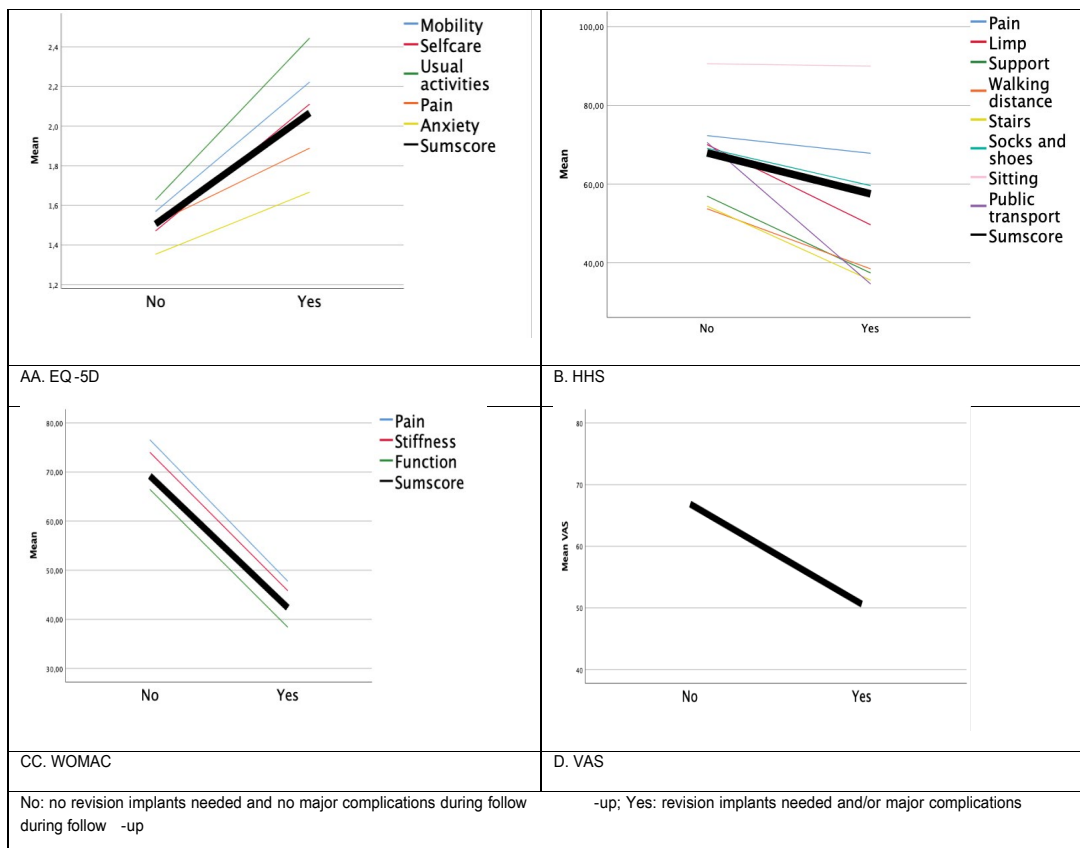 2,4
2,2
2,0
1,8
1,6
1,4
1,2
Mean
No
Yes
Mobility
Selfcare
Usual
activities
Pain
Anxiety
Sumscore
100,00
80,00
60,00
40,00
Mean
No
Yes
Pain
Limp
Support
Walking
distance
Stairs
Socks and
shoes
Sitting
Public
transport
Sumscore
AA. EQ-5D
B. HHS
80,00
70,00
60,00
50,00
40,00
30,00
Mean
No
Yes
Pain
Stiffness
Function
Sumscore
80
70
60
50
40
Mean VAS
No
Yes
CC. WOMAC
D. VAS
No: no revision implants needed and no major complications during follow -up; Yes: revision implants needed and/or major complications
during follow -up